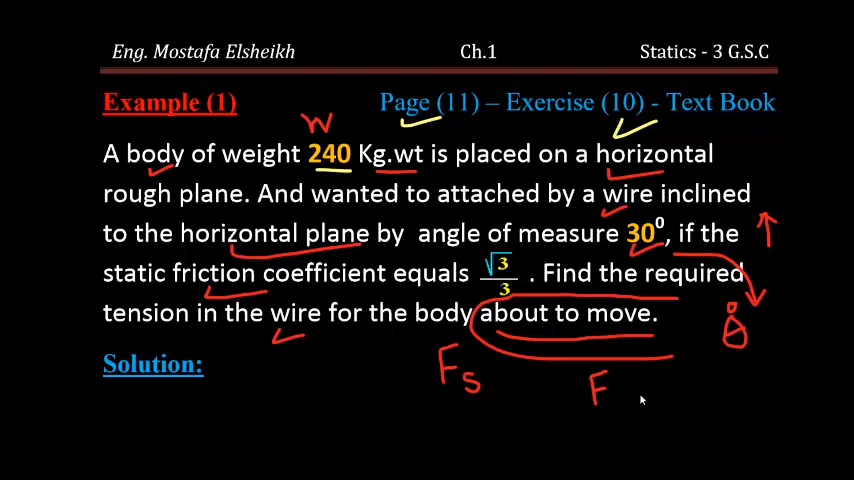 Eng. Mostafa Elsheikh Ch.1 Statics - 3 G.S.C
Example (1) Page (11) – Exercise (10) - Text Book
W
A body of weight 240 Kg.wt is placed on a horizontal
rough plane. And wanted to attached by a wire inclined
to the horizontal plane by angle of measure 30⁰, if the
static friction coefficient equals √3/3 . Find the required
tension in the wire for the body about to move.
Solution:
Fs
F